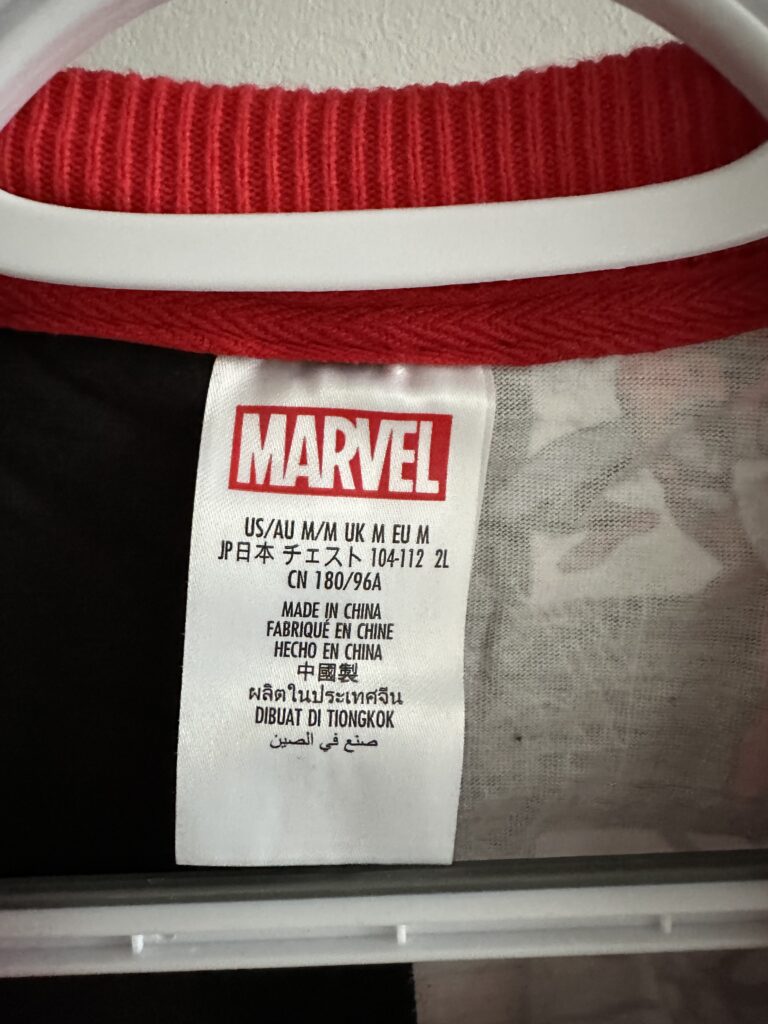 MARVEL
US/AU M/M UK M EU M
JP日本 チェスト 104-112 2L
CN 180/96A
MADE IN CHINA
FABRIQUÉ EN CHINE
HECHO EN CHINA
中國製
ผลิตในประเทศจีน
DIBUAT DI TIONGKOK
صنع في الصين